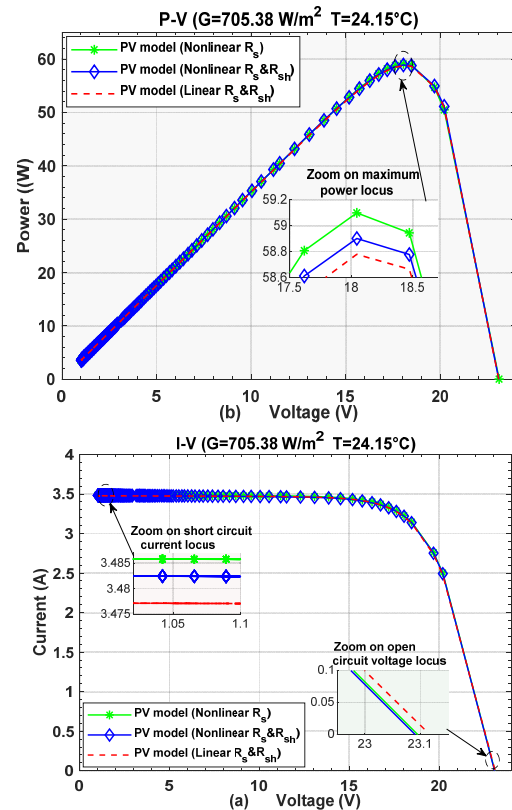 P-V (G=705.38 W/m² T=24.15°C)
PV model (Nonlinear Rs)
PV model (Nonlinear Rs&Rsh)
PV model (Linear Rs&Rsh)
Power ((W)
60
50
40
30
20
10
0
Zoom on maximum
power locus
59.2
59
58.8
58.6
17.5 18 18.5
0 5 10 15 20
(b) Voltage (V)
I-V (G=705.38 W/m² T=24.15°C)
Current (A)
4
3.5
3
2.5
2
1.5
1
0.5
0
Zoom on short circuit
current locus
3.485
3.48
3.475
1.05 1.1
Zoom on open
circuit voltage locus
0.1
0.05
0
23 23.1
PV model (Nonlinear Rs)
PV model (Nonlinear Rs&Rsh)
PV model (Linear Rs&Rsh)
0 5 10 15 20
(a) Voltage (V)